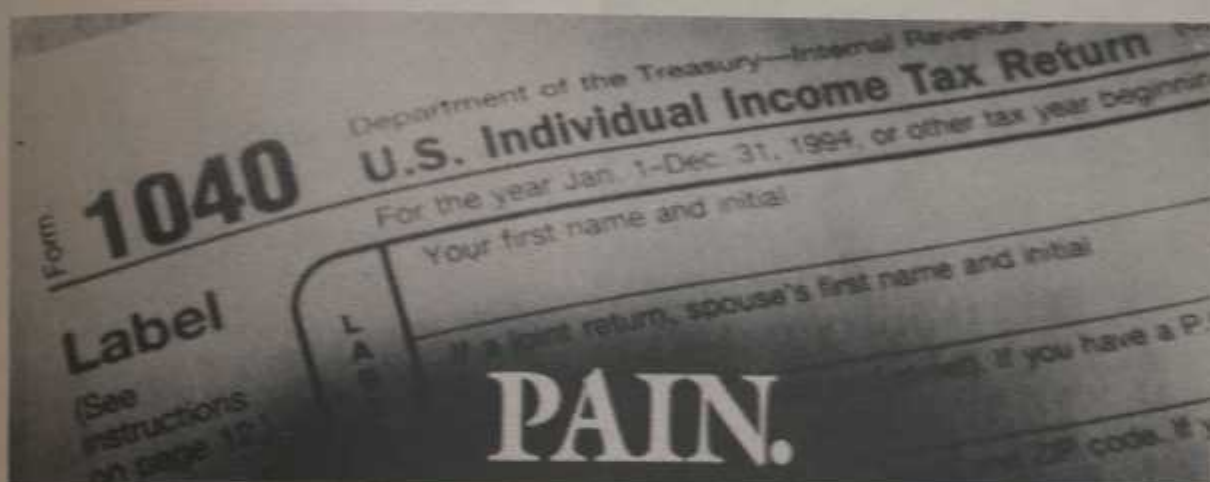 Department of the Treasury—Internal Revenue
Form 1040 U.S. Individual Income Tax Return
For the year Jan. 1–Dec. 31, 1994, or other tax year beginnin
Your first name and initial
Label
(See
instructions
on page 12.)
L
A
If a joint return, spouse's first name and initial
If you have a P.
ZIP code. If y
PAIN.